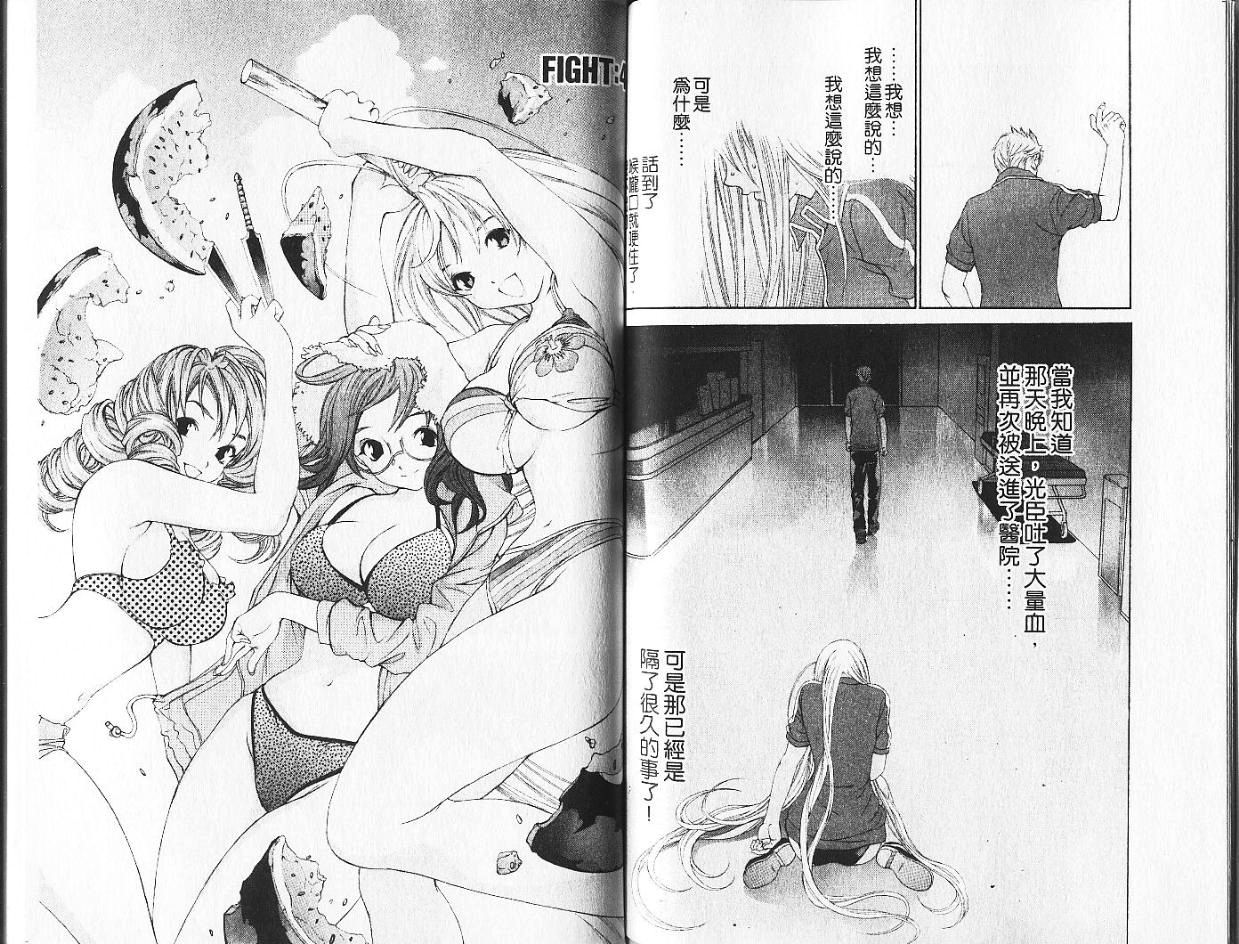 ……我想…
我想這麼說的…
我想這麼說的……
可是
為什麼……
話到了
候嚨口就哽住了，
當我知道
那天晚上，光臣吐了大量血，
並再次被送進了醫院……
可是那已經是
隔了很久的事了！
FIGHT:4